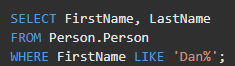 SELECT FirstName, LastName
FROM Person.Person
WHERE FirstName LIKE 'Dan%';